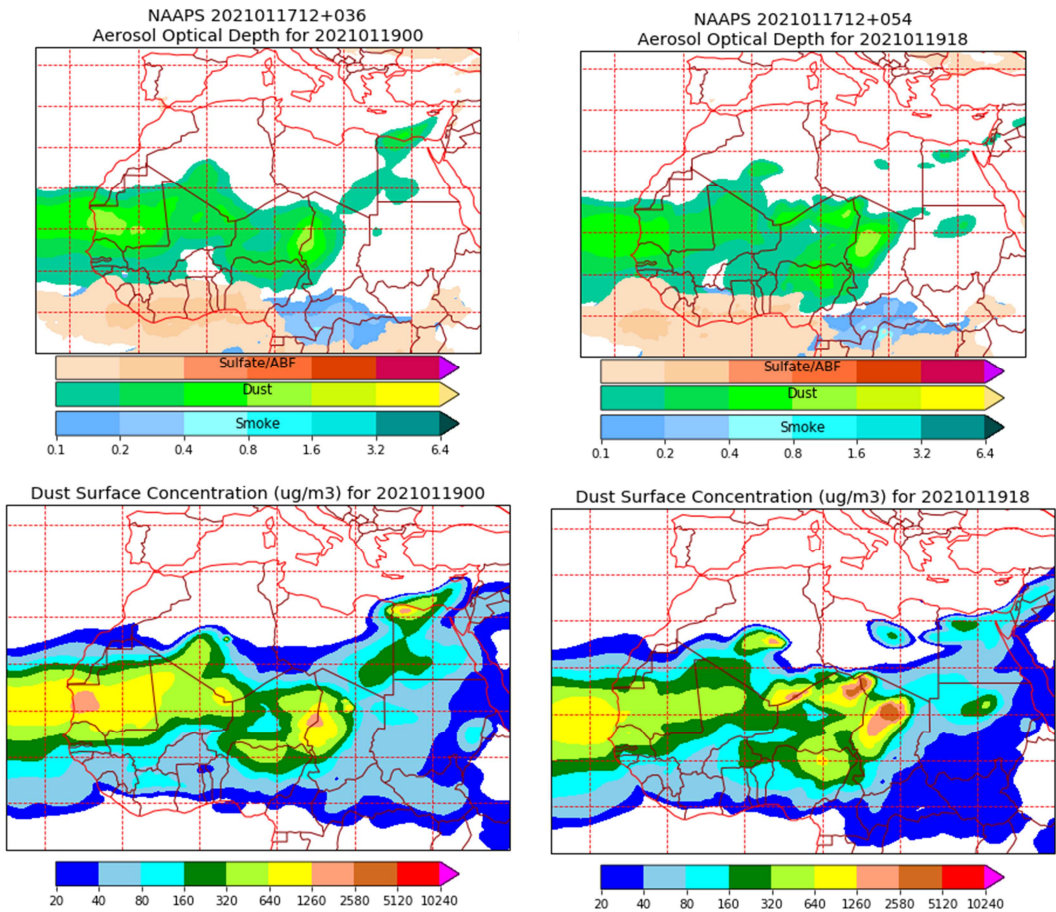 NAAPS 2021011712+036
Aerosol Optical Depth for 2021011900
NAAPS 2021011712+054
Aerosol Optical Depth for 2021011918
Sulfate/ABF
Dust
Smoke
0.1 0.2 0.4 0.8 1.6 3.2 6.4
Sulfate/ABF
Dust
Smoke
0.1 0.2 0.4 0.8 1.6 3.2 6.4
Dust Surface Concentration (ug/m3) for 2021011900
Dust Surface Concentration (ug/m3) for 2021011918
20 40 80 160 320 640 1260 2580 5120 10240
20 40 80 160 320 640 1260 2580 5120 10240